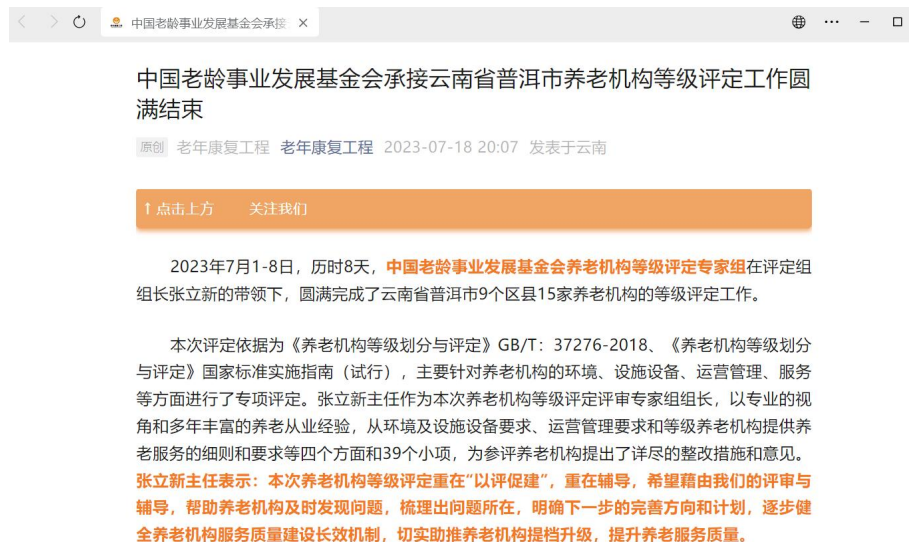 中国老龄事业发展基金会承接
中国老龄事业发展基金会承接云南省普洱市养老机构等级评定工作圆
满结束
原创 老年康复工程 老年康复工程 2023-07-18 20:07 发表于云南
↑点击上方 关注我们
2023年7月1-8日，历时8天，中国老龄事业发展基金会养老机构等级评定专家组在评定组
组长张立新的带领下，圆满完成了云南省普洱市9个区县15家养老机构的等级评定工作。
本次评定依据为《养老机构等级划分与评定》GB/T：37276-2018、《养老机构等级划分
与评定》国家标准实施指南（试行），主要针对养老机构的环境、设施设备、运营管理、服务
等方面进行了专项评定。张立新主任作为本次养老机构等级评定评审专家组组长，以专业的视
角和多年丰富的养老从业经验，从环境及设施设备要求、运营管理要求和等级养老机构提供养
老服务的细则和要求等四个方面和39个小项，为参评养老机构提出了详尽的整改措施和意见。
张立新主任表示：本次养老机构等级评定重在“以评促建”，重在辅导，希望藉由我们的评审与
辅导，帮助养老机构及时发现问题，梳理出问题所在，明确下一步的完善方向和计划，逐步健
全养老机构服务质量建设长效机制，切实助推养老机构提档升级，提升养老服务质量。